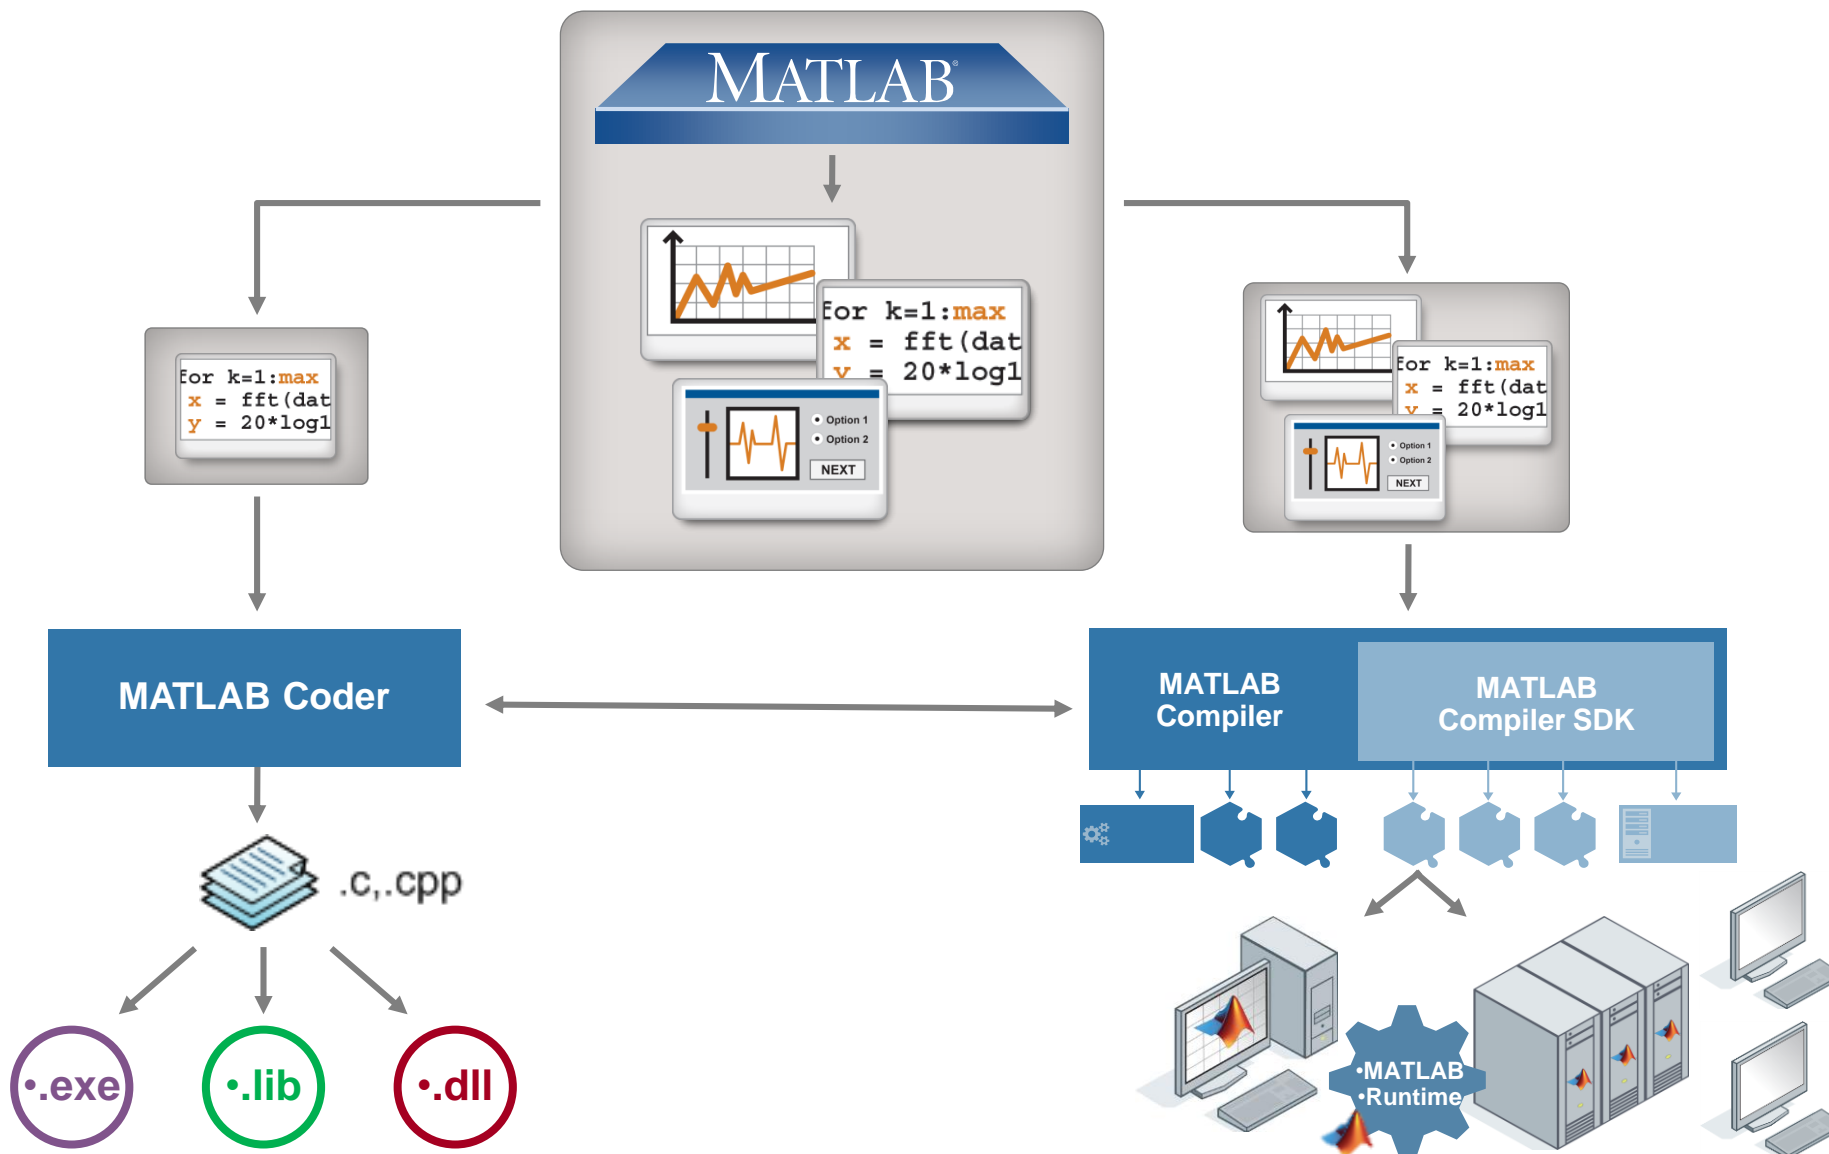 MATLAB®
for k=1:max
x = fft(dat
y = 20*log1
Option 1
Option 2
NEXT
for k=1:max
x = fft(dat
y = 20*log1
for k=1:max
x = fft(dat
y = 20*log1
Option 1
Option 2
NEXT
MATLAB Coder
MATLAB
Compiler
MATLAB
Compiler SDK
.c,.cpp
•.exe
•.lib
•.dll
•MATLAB
•Runtime